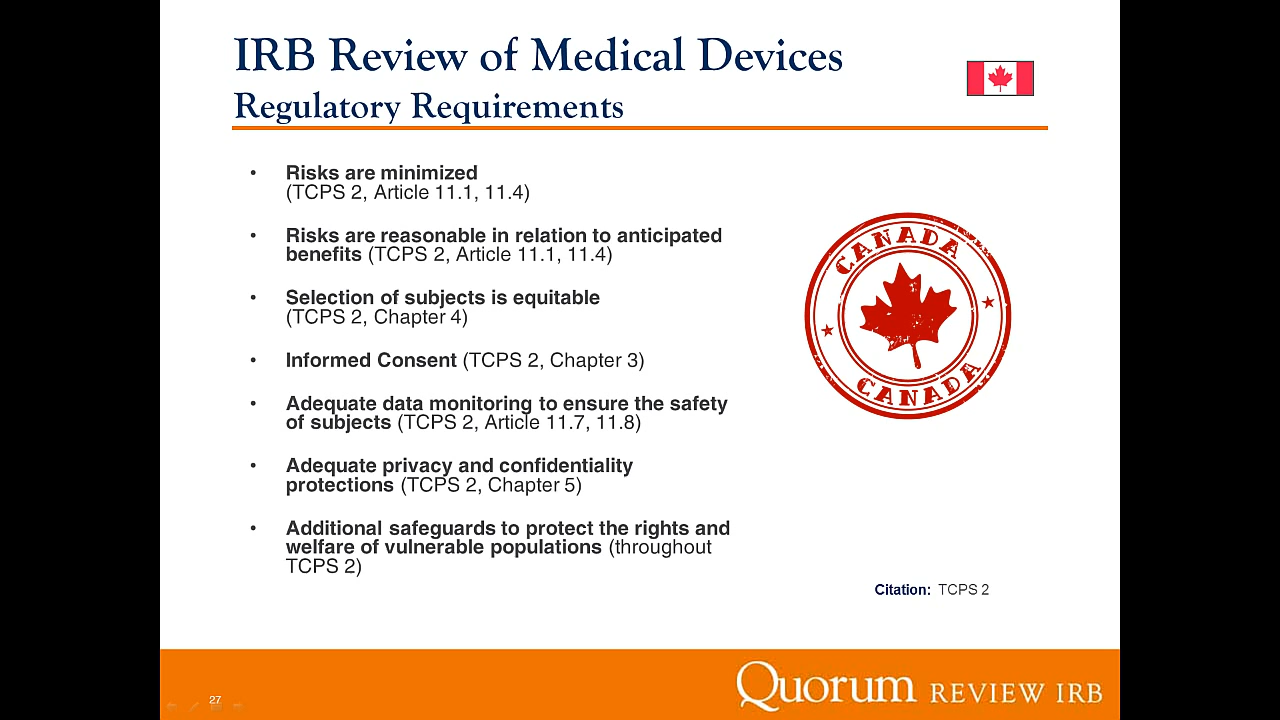 IRB Review of Medical Devices
Regulatory Requirements
• Risks are minimized
(TCPS 2, Article 11.1, 11.4)
• Risks are reasonable in relation to anticipated
benefits (TCPS 2, Article 11.1, 11.4)
• Selection of subjects is equitable
(TCPS 2, Chapter 4)
• Informed Consent (TCPS 2, Chapter 3)
• Adequate data monitoring to ensure the safety
of subjects (TCPS 2, Article 11.7, 11.8)
• Adequate privacy and confidentiality
protections (TCPS 2, Chapter 5)
• Additional safeguards to protect the rights and
welfare of vulnerable populations (throughout
TCPS 2)
CANADA
CANADA
Citation: TCPS 2
27
Quorum REVIEW IRB